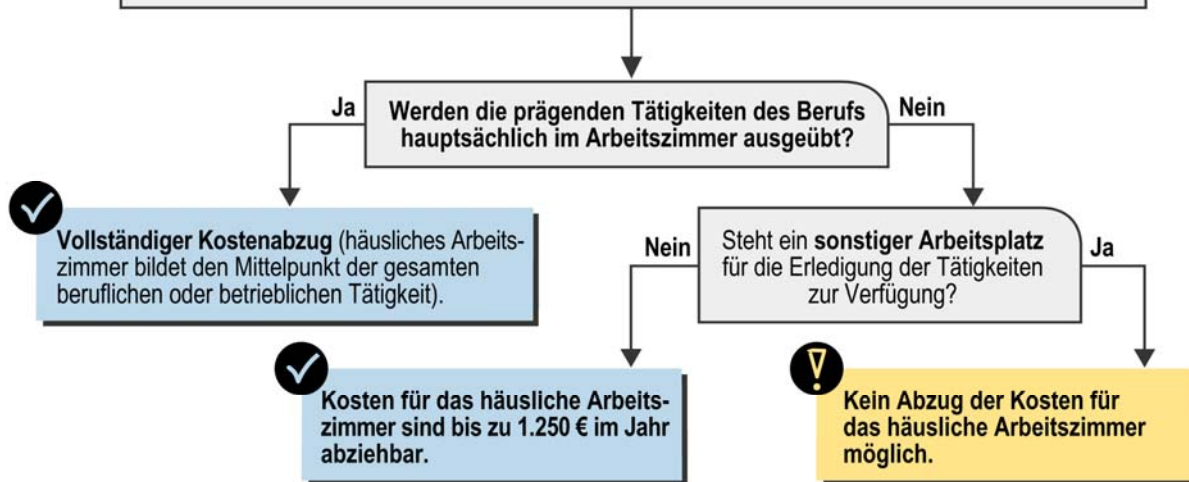 Ja
Werden die prägenden Tätigkeiten des Berufs
hauptsächlich im Arbeitszimmer ausgeübt?
Nein
Vollständiger Kostenabzug (häusliches Arbeits-
zimmer bildet den Mittelpunkt der gesamten
beruflichen oder betrieblichen Tätigkeit).
Nein
Steht ein sonstiger Arbeitsplatz
für die Erledigung der Tätigkeiten
zur Verfügung?
Ja
Kosten für das häusliche Arbeits-
zimmer sind bis zu 1.250 € im Jahr
abziehbar.
Kein Abzug der Kosten für
das häusliche Arbeitszimmer
möglich.